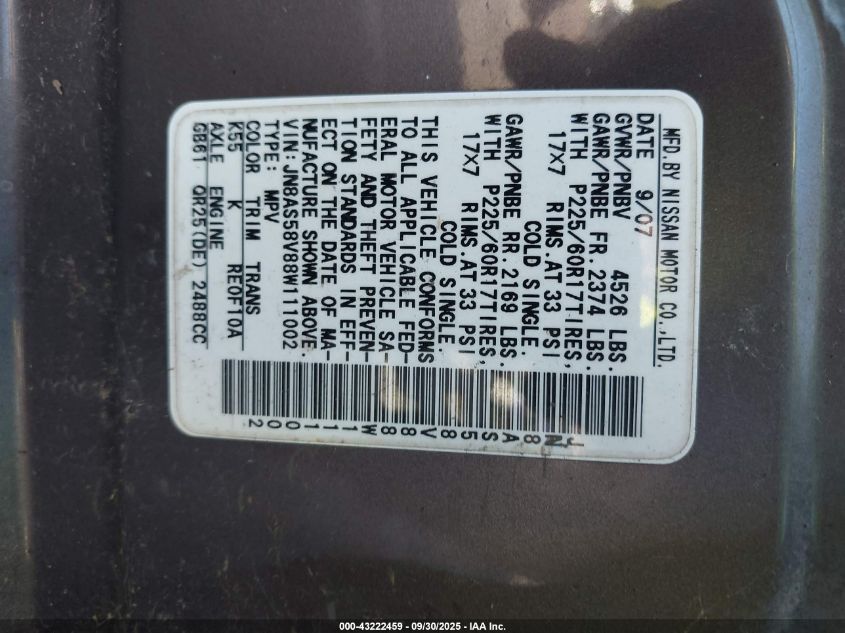 MFD.BY NISSAN MOTOR CO.,LTD.
DATE 9/07
GVWR/PNBV 4526 LBS.
GAWR/PNBE FR. 2374 LBS.
WITH P225/60R17TIRES,
17X7 RIMS.AT 33 PSI
COLD SINGLE.
GAWR/PNBE RR. 2169 LBS.
WITH P225/60R17TIRES,
17X7 RIMS.AT 33 PSI
COLD SINGLE.
THIS VEHICLE CONFORMS
TO ALL APPLICABLE FED-
ERAL MOTOR VEHICLE SA-
FETY AND THEFT PREVEN-
TION STANDARDS IN EFF-
ECT ON THE DATE OF MA-
NUFACTURE SHOWN ABOVE.
VIN:JN8AS58V88W111002
TYPE: MPV
COLOR TRIM TRANS
K55 K RE0F10A
AXLE ENGINE
GB61 QR25(DE) 2488CC
JN8AS58V88W111002
000-43222459 - 09/30/2025 - IAA Inc.